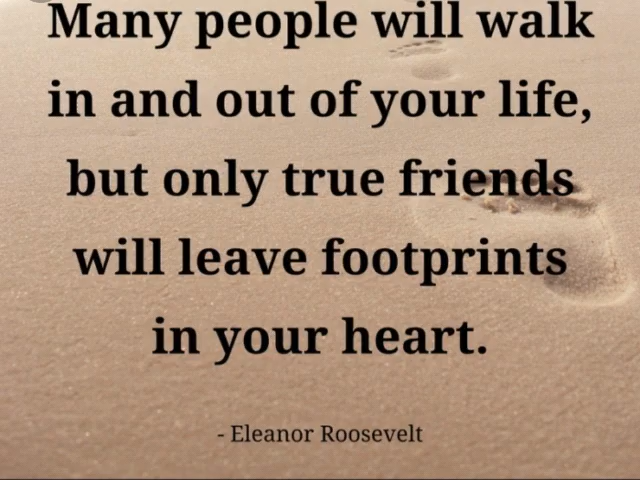 Many people will walk
in and out of your life,
but only true friends
will leave footprints
in your heart.
- Eleanor Roosevelt